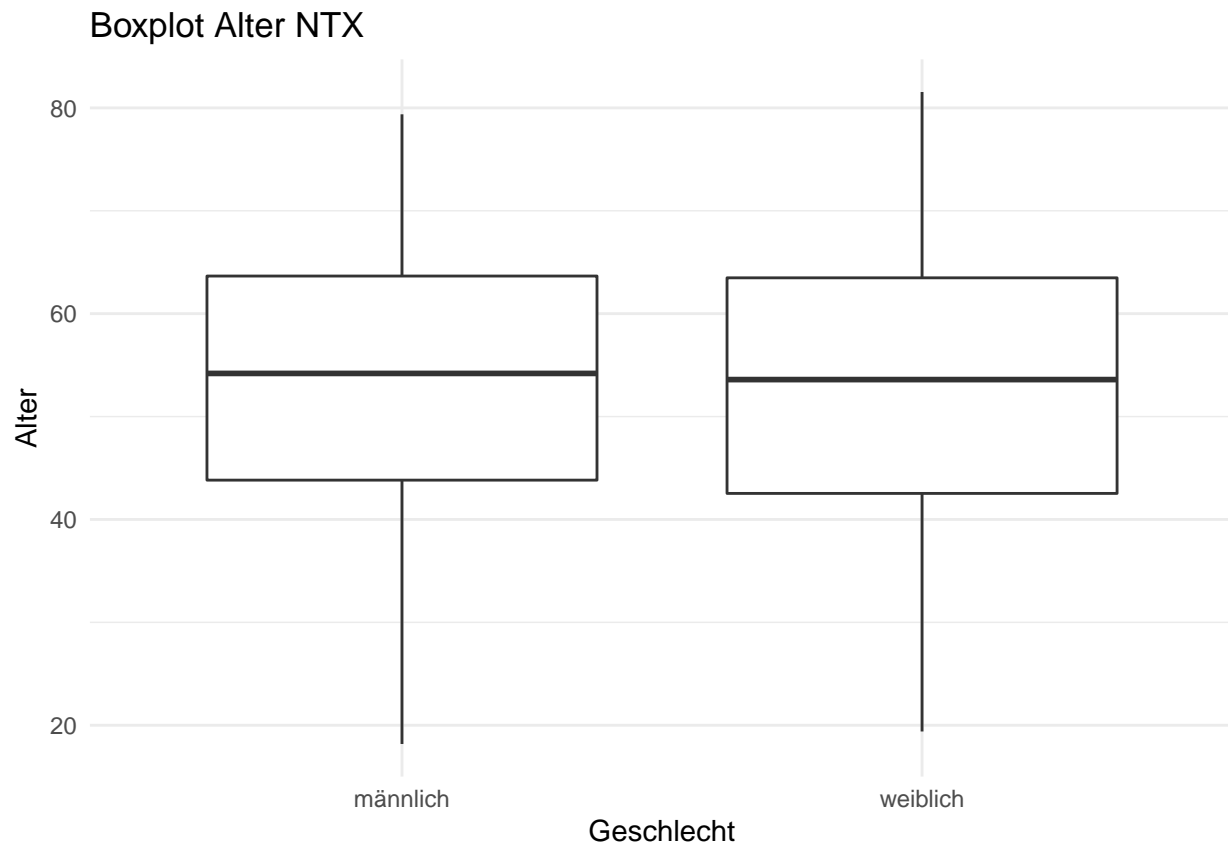 Boxplot Alter NTX
80
60
40
20
Alter
männlich
weiblich
Geschlecht